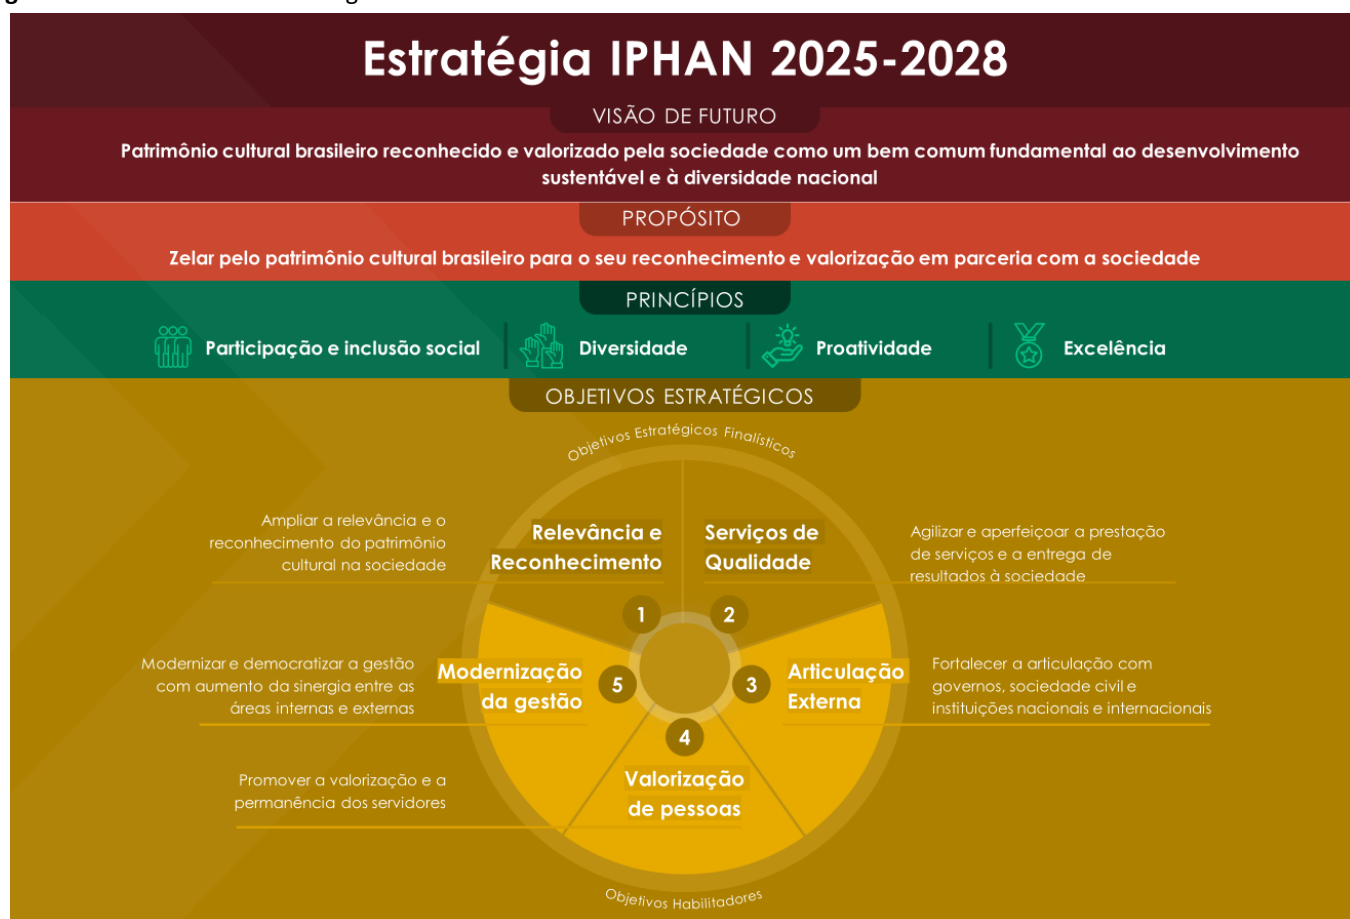 Estratégia IPHAN 2025-2028
VISÃO DE FUTURO
Patrimônio cultural brasileiro reconhecido e valorizado pela sociedade como um bem comum fundamental ao desenvolvimento
sustentável e à diversidade nacional
PROPÓSITO
Zelar pelo patrimônio cultural brasileiro para o seu reconhecimento e valorização em parceria com a sociedade
PRINCÍPIOS
Participação e inclusão social
Diversidade
Proatividade
Excelência
OBJETIVOS ESTRATÉGICOS
Objetivos Estratégicos Finalísticos
Ampliar a relevância e o
reconhecimento do patrimônio
cultural na sociedade
Relevância e
Reconhecimento
1
Serviços de
Qualidade
2
Agilizar e aperfeiçoar a prestação
de serviços e a entrega de
resultados à sociedade
Modernizar e democratizar a gestão
com aumento da sinergia entre as
áreas internas e externas
Modernização
da gestão
5
3
Articulação
Externa
Fortalecer a articulação com
governos, sociedade civil e
instituições nacionais e internacionais
4
Valorização
de pessoas
Promover a valorização e a
permanência dos servidores
Objetivos Habilitadores